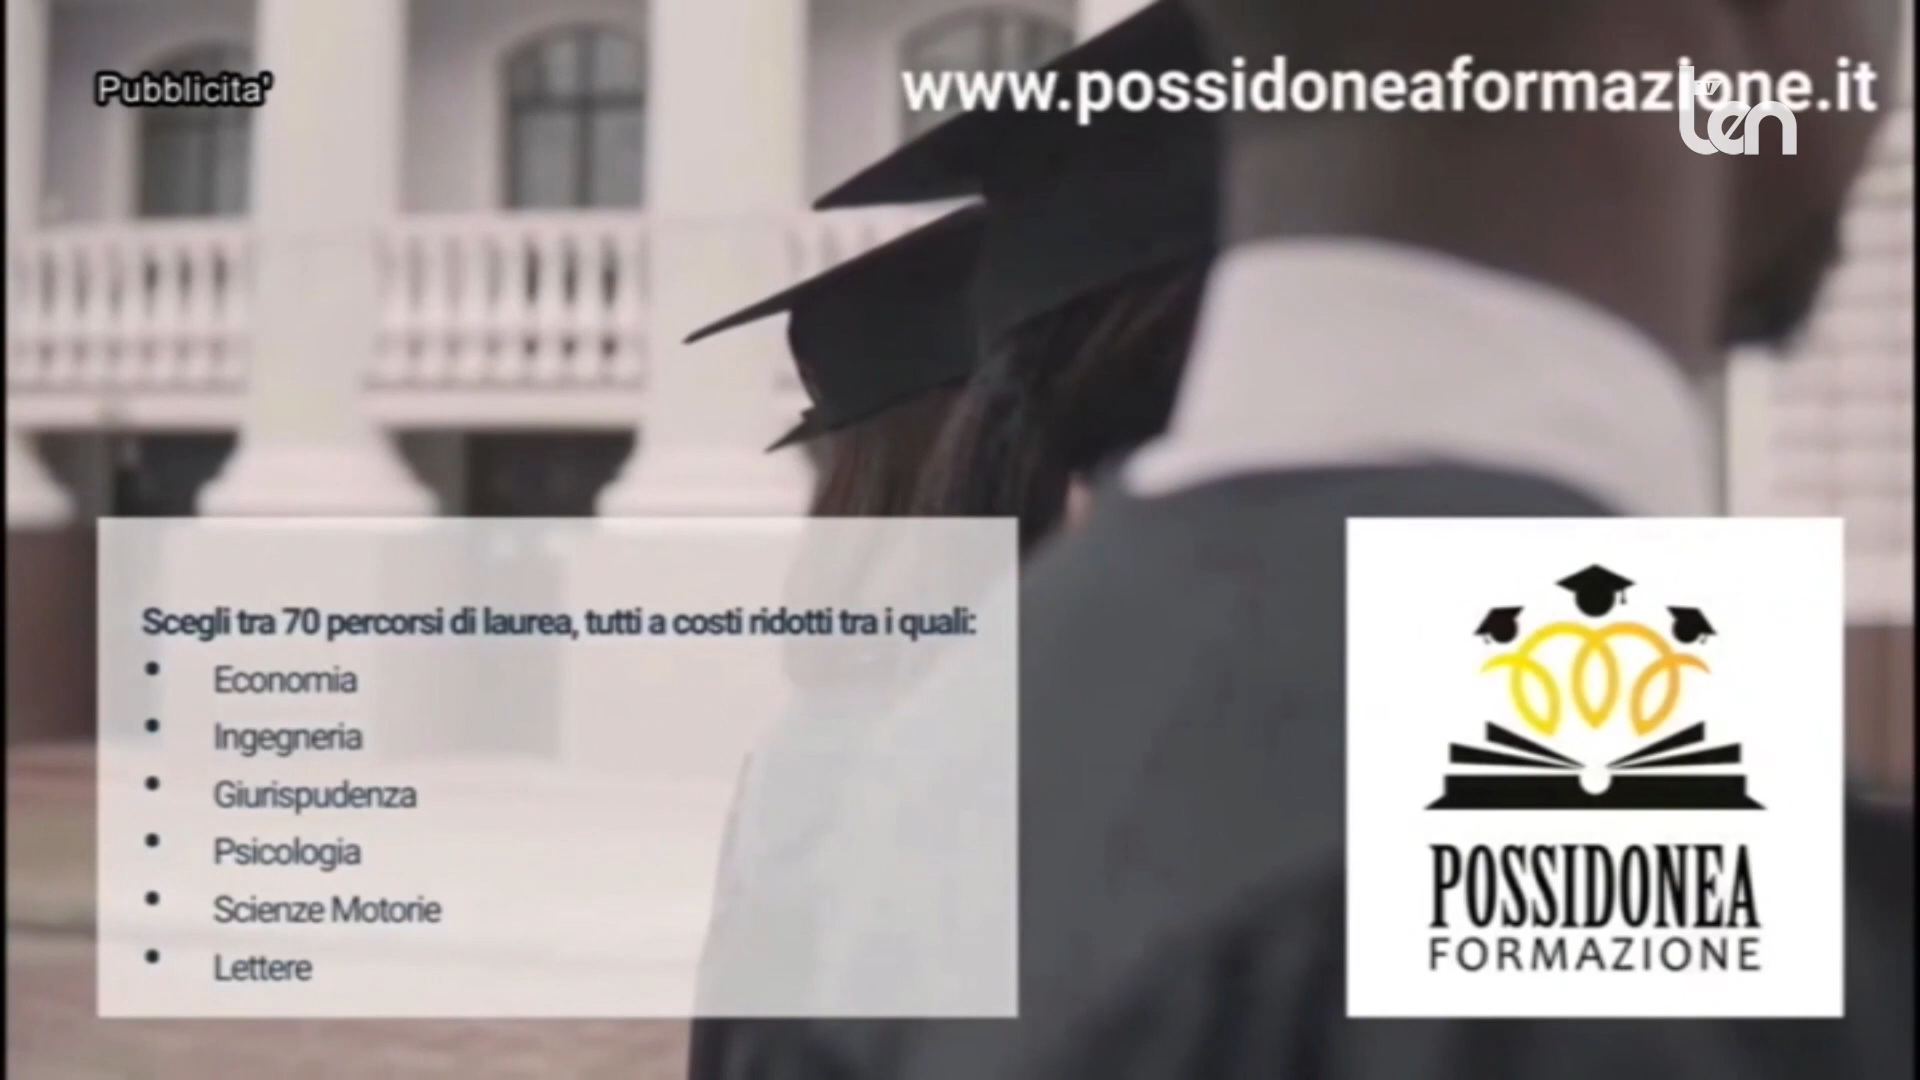 Pubblicita'
www.possidoneaformazione.it
ten
Scegli tra 70 percorsi di laurea, tutti a costi ridotti tra i quali:
• Economia
• Ingegneria
• Giurispudenza
• Psicologia
• Scienze Motorie
• Lettere
POSSIDONEA
FORMAZIONE